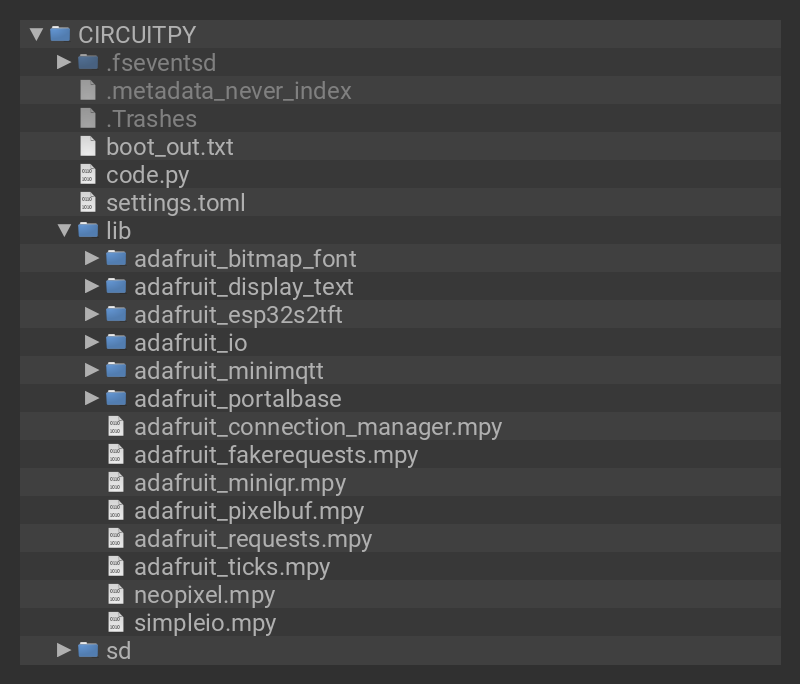 CIRCUITPY
.fseventsd
.metadata_never_index
.Trashes
boot_out.txt
code.py
settings.toml
lib
adafruit_bitmap_font
adafruit_display_text
adafruit_esp32s2tft
adafruit_io
adafruit_minimqtt
adafruit_portalbase
adafruit_connection_manager.mpy
adafruit_fakerequests.mpy
adafruit_miniqr.mpy
adafruit_pixelbuf.mpy
adafruit_requests.mpy
adafruit_ticks.mpy
neopixel.mpy
simpleio.mpy
sd